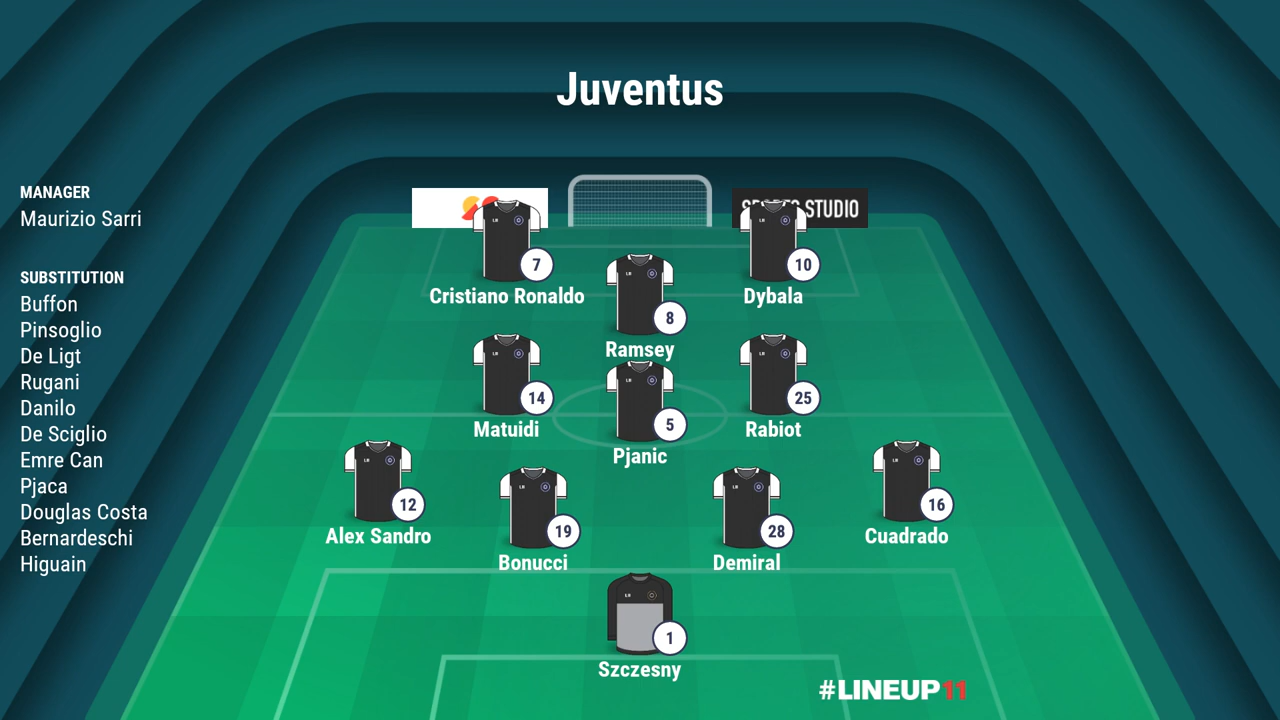 Juventus
MANAGER
Maurizio Sarri
SUBSTITUTION
Buffon
Pinsoglio
De Ligt
Rugani
Danilo
De Sciglio
Emre Can
Pjaca
Douglas Costa
Bernardeschi
Higuain
STUDIO
7
Cristiano Ronaldo
10
Dybala
8
Ramsey
14
Matuidi
25
Rabiot
5
Pjanic
12
Alex Sandro
16
Cuadrado
19
Bonucci
28
Demiral
1
Szczesny
#LINEUP11